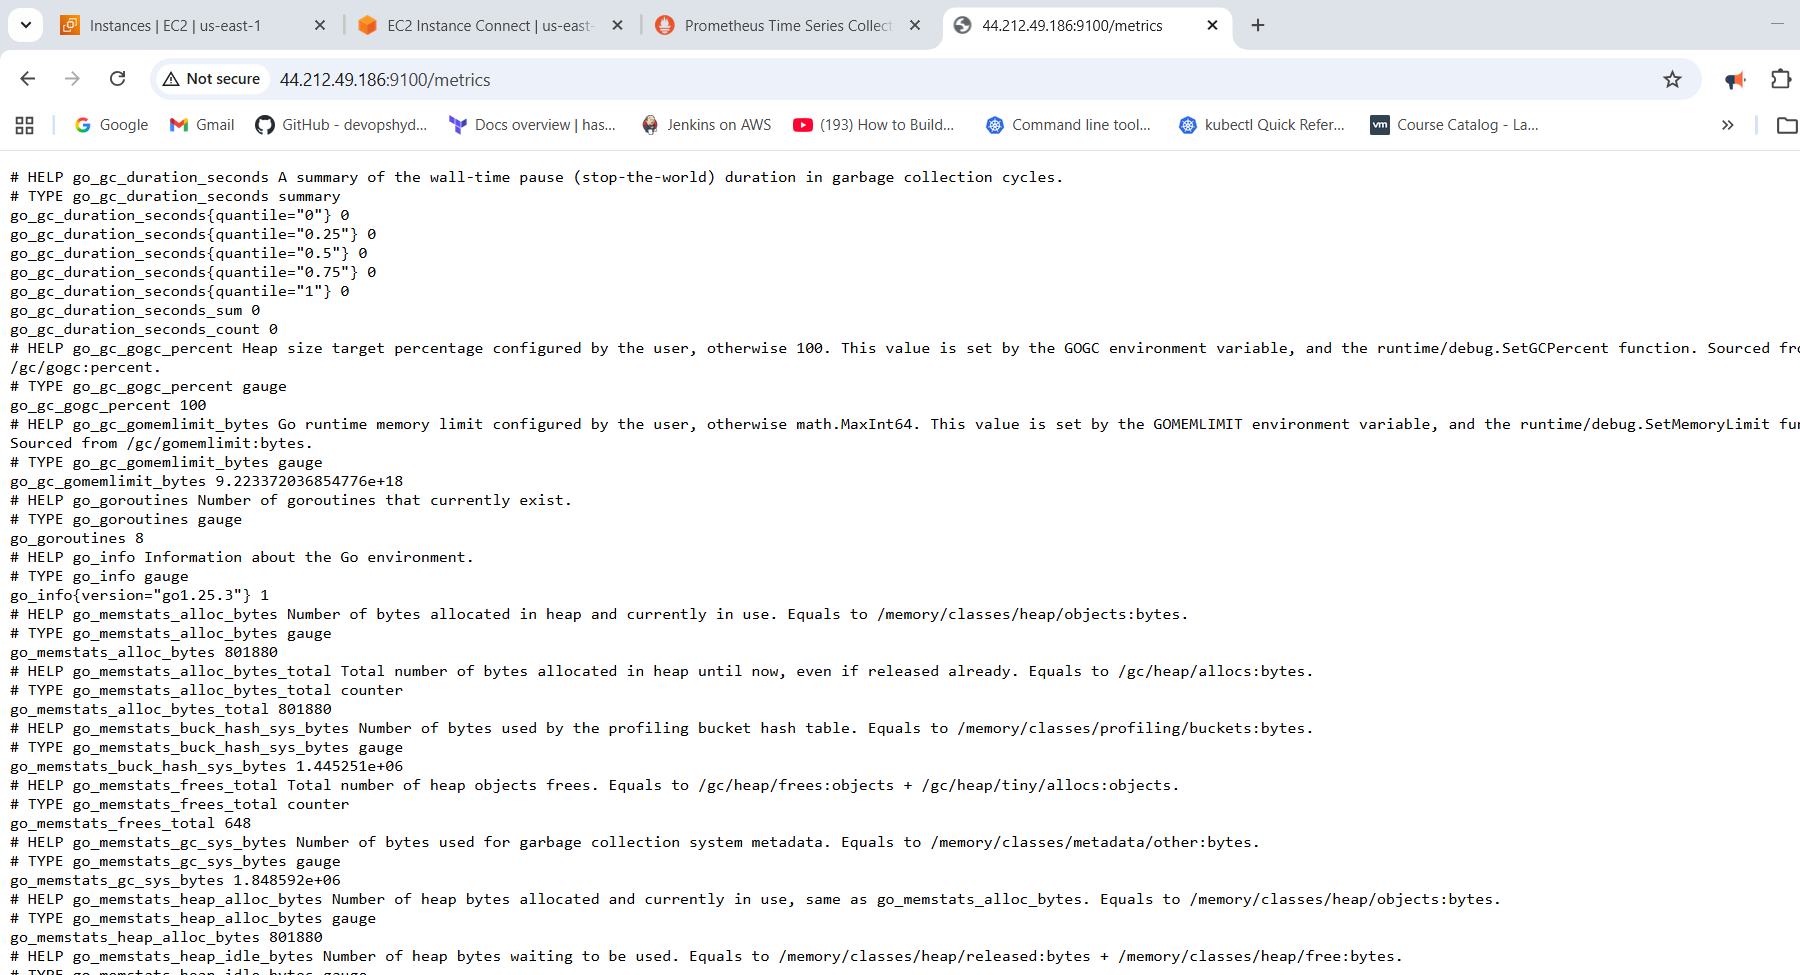 Instances | EC2 | us-east-1
EC2 Instance Connect | us-east-
Prometheus Time Series Collect
44.212.49.186:9100/metrics
Not secure
44.212.49.186:9100/metrics
Google
Gmail
GitHub - devopshyd...
Docs overview | has...
Jenkins on AWS
(193) How to Build...
Command line tool...
kubectl Quick Refer...
vm
Course Catalog - La...
# HELP go_gc_duration_seconds A summary of the wall-time pause (stop-the-world) duration in garbage collection cycles.
# TYPE go_gc_duration_seconds summary
go_gc_duration_seconds{quantile="0"} 0
go_gc_duration_seconds{quantile="0.25"} 0
go_gc_duration_seconds{quantile="0.5"} 0
go_gc_duration_seconds{quantile="0.75"} 0
go_gc_duration_seconds{quantile="1"} 0
go_gc_duration_seconds_sum 0
go_gc_duration_seconds_count 0
# HELP go_gc_gogc_percent Heap size target percentage configured by the user, otherwise 100. This value is set by the GOGC environment variable, and the runtime/debug.SetGCPercent function. Sourced fro
/gc/gogc:percent.
# TYPE go_gc_gogc_percent gauge
go_gc_gogc_percent 100
# HELP go_gc_gomemlimit_bytes Go runtime memory limit configured by the user, otherwise math.MaxInt64. This value is set by the GOMEMLIMIT environment variable, and the runtime/debug.SetMemoryLimit fun
Sourced from /gc/gomemlimit:bytes.
# TYPE go_gc_gomemlimit_bytes gauge
go_gc_gomemlimit_bytes 9.223372036854776e+18
# HELP go_goroutines Number of goroutines that currently exist.
# TYPE go_goroutines gauge
go_goroutines 8
# HELP go_info Information about the Go environment.
# TYPE go_info gauge
go_info{version="go1.25.3"} 1
# HELP go_memstats_alloc_bytes Number of bytes allocated in heap and currently in use. Equals to /memory/classes/heap/objects:bytes.
# TYPE go_memstats_alloc_bytes gauge
go_memstats_alloc_bytes 801880
# HELP go_memstats_alloc_bytes_total Total number of bytes allocated in heap until now, even if released already. Equals to /gc/heap/allocs:bytes.
# TYPE go_memstats_alloc_bytes_total counter
go_memstats_alloc_bytes_total 801880
# HELP go_memstats_buck_hash_sys_bytes Number of bytes used by the profiling bucket hash table. Equals to /memory/classes/profiling/buckets:bytes.
# TYPE go_memstats_buck_hash_sys_bytes gauge
go_memstats_buck_hash_sys_bytes 1.445251e+06
# HELP go_memstats_frees_total Total number of heap objects frees. Equals to /gc/heap/frees:objects + /gc/heap/tiny/allocs:objects.
# TYPE go_memstats_frees_total counter
go_memstats_frees_total 648
# HELP go_memstats_gc_sys_bytes Number of bytes used for garbage collection system metadata. Equals to /memory/classes/metadata/other:bytes.
# TYPE go_memstats_gc_sys_bytes gauge
go_memstats_gc_sys_bytes 1.848592e+06
# HELP go_memstats_heap_alloc_bytes Number of heap bytes allocated and currently in use, same as go_memstats_alloc_bytes. Equals to /memory/classes/heap/objects:bytes.
# TYPE go_memstats_heap_alloc_bytes gauge
go_memstats_heap_alloc_bytes 801880
# HELP go_memstats_heap_idle_bytes Number of heap bytes waiting to be used. Equals to /memory/classes/heap/released:bytes + /memory/classes/heap/free:bytes.
# TYPE go_memstats_heap_idle_bytes gauge